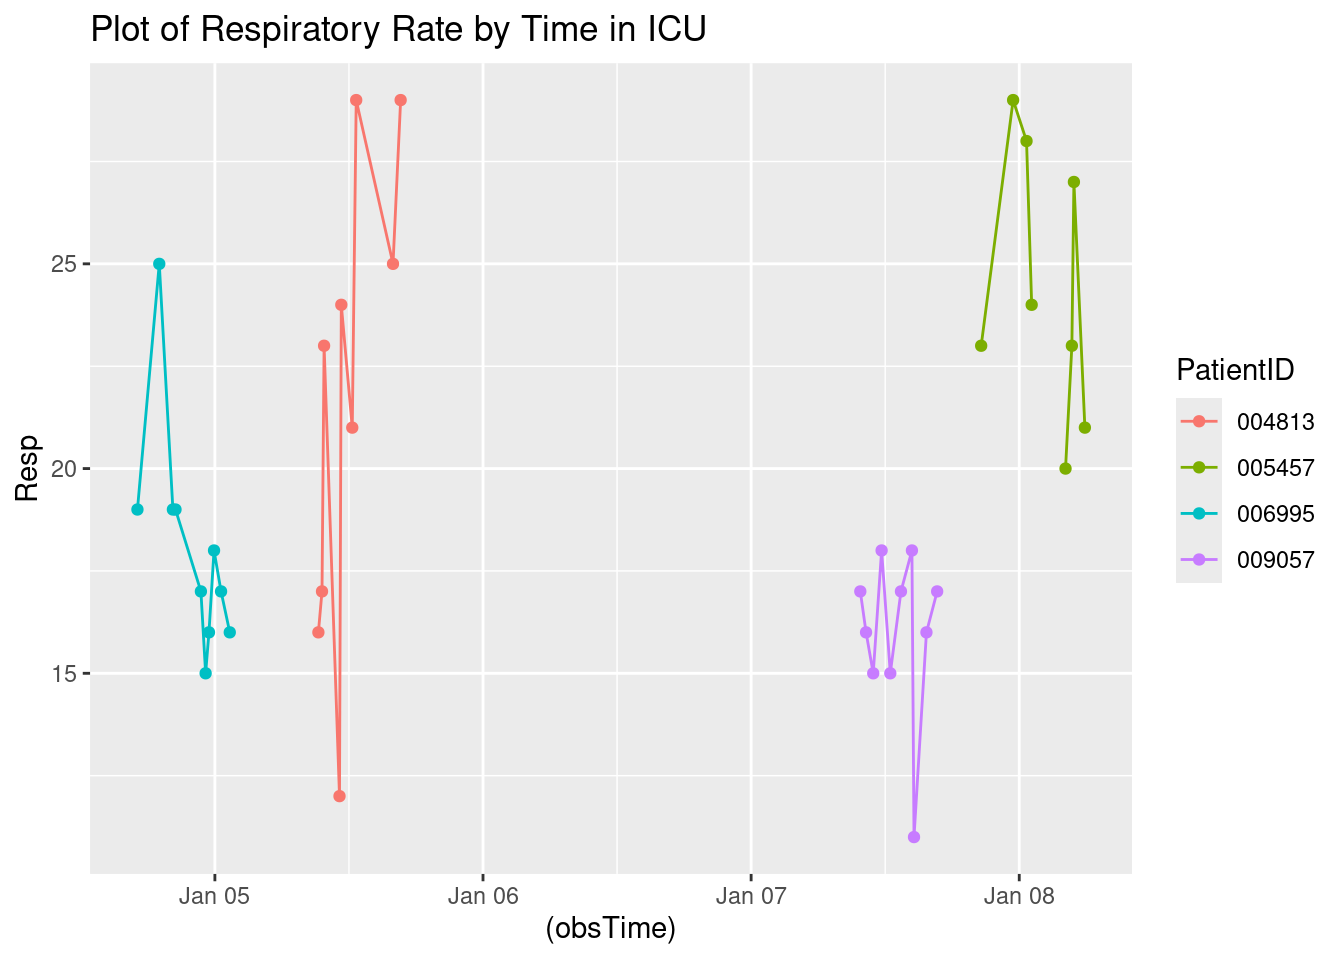 Plot of Respiratory Rate by Time in ICU
Resp
25
20
15
Jan 05
Jan 06
Jan 07
Jan 08
(obsTime)
PatientID
004813
005457
006995
009057